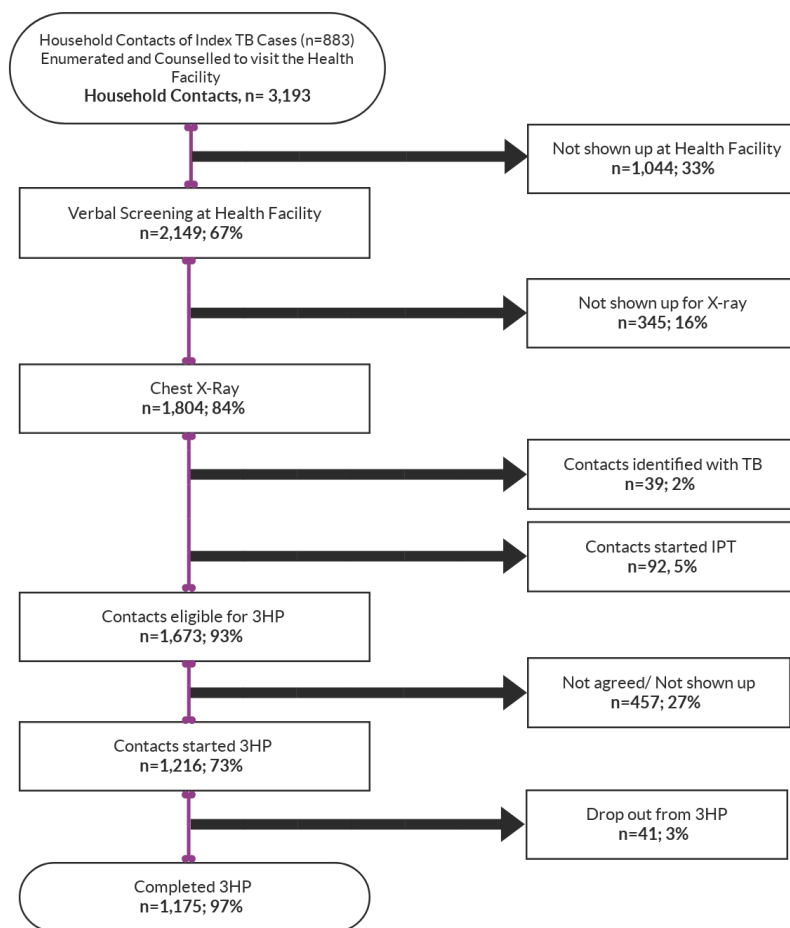 Household Contacts of Index TB Cases (n=883)
Enumerated and Counselled to visit the Health
Facility
Household Contacts, n= 3,193
Not shown up at Health Facility
n=1,044; 33%
Verbal Screening at Health Facility
n=2,149; 67%
Not shown up for X-ray
n=345; 16%
Chest X-Ray
n=1,804; 84%
Contacts identified with TB
n=39; 2%
Contacts started IPT
n=92, 5%
Contacts eligible for 3HP
n=1,673; 93%
Not agreed/ Not shown up
n=457; 27%
Contacts started 3HP
n=1,216; 73%
Drop out from 3HP
n=41; 3%
Completed 3HP
n=1,175; 97%